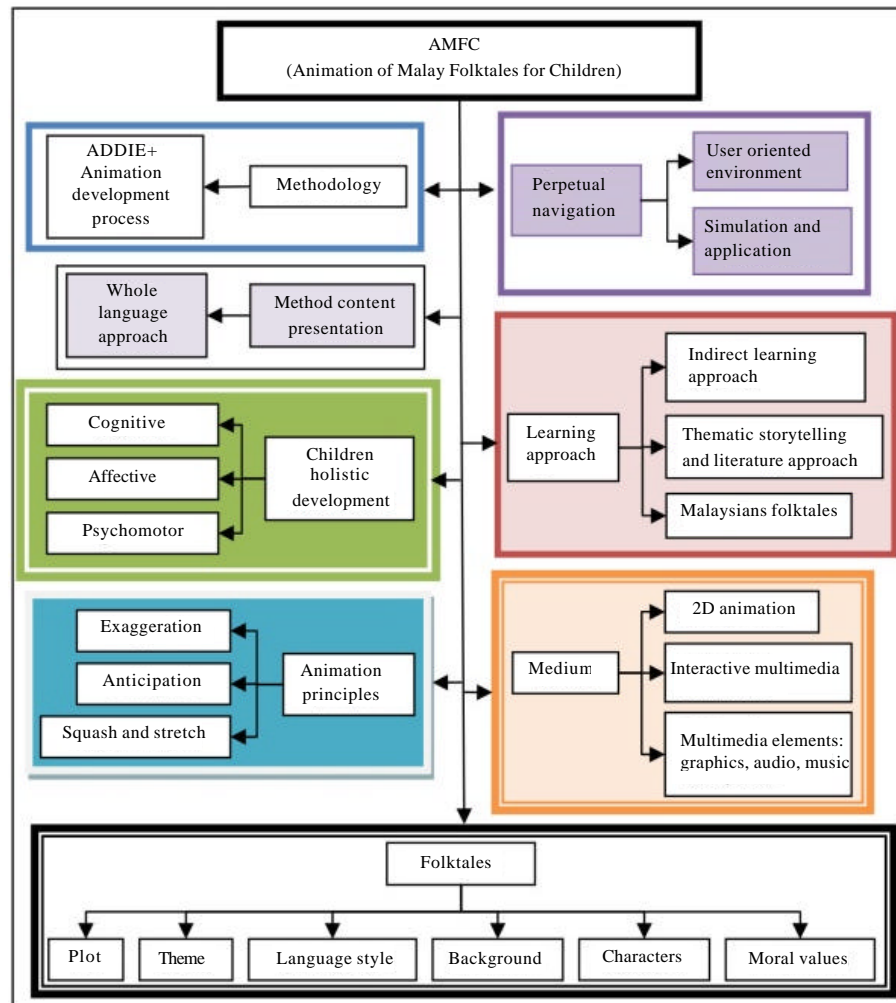 AMFC
(Animation of Malay Folktales for Children)
ADDIE+
Animation
development
process
Methodology
Perpetual
navigation
User oriented
environment
Simulation and
application
Whole
language
approach
Method content
presentation
Cognitive
Affective
Psychomotor
Children
holistic
development
Learning
approach
Indirect learning
approach
Thematic storytelling
and literature approach
Malaysians folktales
Exaggeration
Anticipation
Squash and stretch
Animation
principles
Medium
2D animation
Interactive multimedia
Multimedia elements:
graphics, audio, music
Folktales
Plot
Theme
Language style
Background
Characters
Moral values